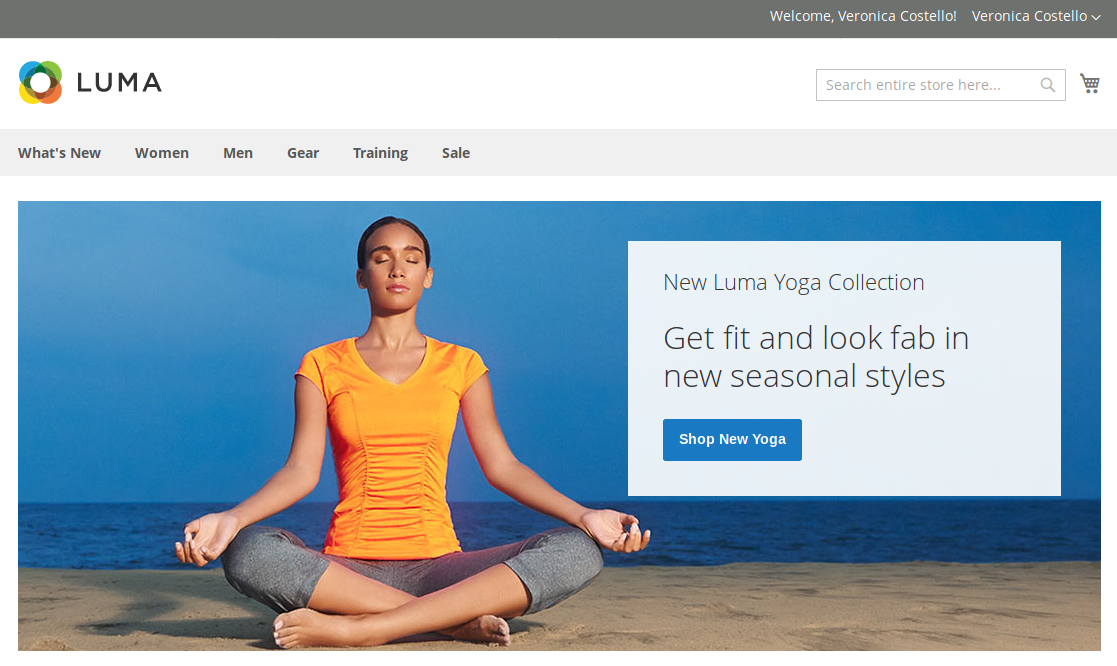 Welcome, Veronica Costello! Veronica Costello
LUMA
Search entire store here...
What's New Women Men Gear Training Sale
New Luma Yoga Collection
Get fit and look fab in
new seasonal styles
Shop New Yoga